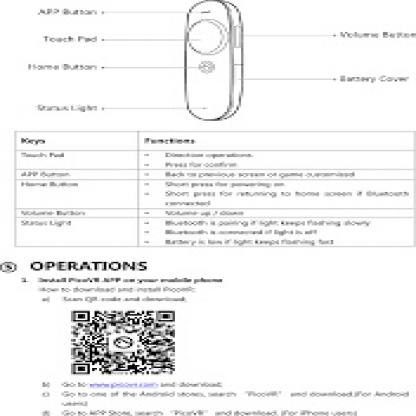 APP Button
Touch Pad
Volume Button
Home Button
Battery Cover
Status Light
Keys Functions
Touch Pad • Direction operations
• Press for confirm
APP Button • Back to previous screen or game customized
Home Button • Short press for powering on
• Short press for returning to home screen if Bluetooth
connected
Volume Button • Volume up / down
Status Light • Bluetooth is pairing if light keeps flashing slowly
• Bluetooth is connected if light is off
• Battery is low if light keeps flashing fast
⑤ OPERATIONS
1. Install PicoVR APP on your mobile phone
How to download and install PicoVR:
a) Scan QR code and download;
b) Go to www.picovr.com and download;
c) Go to one of the Android stores, search “PicoVR” and download.(For Android
users)
d) Go to APP Store, search “PicoVR” and download. (For iPhone users)